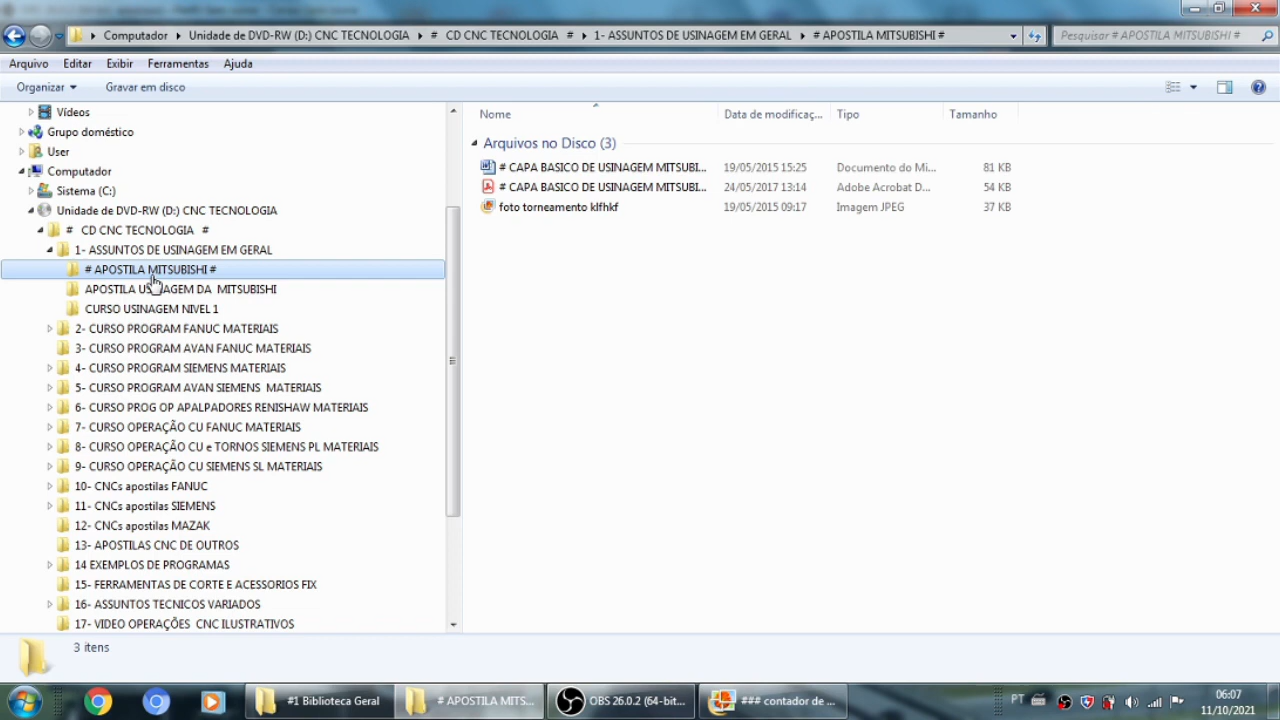 Computador
Unidade de DVD-RW (D:) CNC TECNOLOGIA
# CD CNC TECNOLOGIA #
1- ASSUNTOS DE USINAGEM EM GERAL
# APOSTILA MITSUBISHI #
Pesquisar # APOSTILA MITSUBISHI #
Arquivo Editar Exibir Ferramentas Ajuda
Organizar Gravar em disco
Vídeos
Grupo doméstico
User
Computador
Sistema (C:)
Unidade de DVD-RW (D:) CNC TECNOLOGIA
# CD CNC TECNOLOGIA #
1- ASSUNTOS DE USINAGEM EM GERAL
# APOSTILA MITSUBISHI #
APOSTILA USINAGEM DA MITSUBISHI
CURSO USINAGEM NIVEL 1
2- CURSO PROGRAM FANUC MATERIAIS
3- CURSO PROGRAM AVAN FANUC MATERIAIS
4- CURSO PROGRAM SIEMENS MATERIAIS
5- CURSO PROGRAM AVAN SIEMENS MATERIAIS
6- CURSO PROG OP APALPADORES RENISHAW MATERIAIS
7- CURSO OPERAÇÃO CU FANUC MATERIAIS
8- CURSO OPERAÇÃO CU e TORNOS SIEMENS PL MATERIAIS
9- CURSO OPERAÇÃO CU SIEMENS SL MATERIAIS
10- CNCs apostilas FANUC
11- CNCs apostilas SIEMENS
12- CNCs apostilas MAZAK
13- APOSTILAS CNC DE OUTROS
14 EXEMPLOS DE PROGRAMAS
15- FERRAMENTAS DE CORTE E ACESSORIOS FIX
16- ASSUNTOS TECNICOS VARIADOS
17- VIDEO OPERAÇÕES CNC ILUSTRATIVOS
Nome Data de modificaç... Tipo Tamanho
Arquivos no Disco (3)
# CAPA BASICO DE USINAGEM MITSUBI... 19/05/2015 15:25 Documento do Mi... 81 KB
# CAPA BASICO DE USINAGEM MITSUBI... 24/05/2017 13:14 Adobe Acrobat D... 54 KB
foto torneamento klfhkf 19/05/2015 09:17 Imagem JPEG 37 KB
3 itens
#1 Biblioteca Geral
# APOSTILA MITS...
OBS 26.0.2 (64-bit...
### contador de ...
PT
06:07
11/10/2021